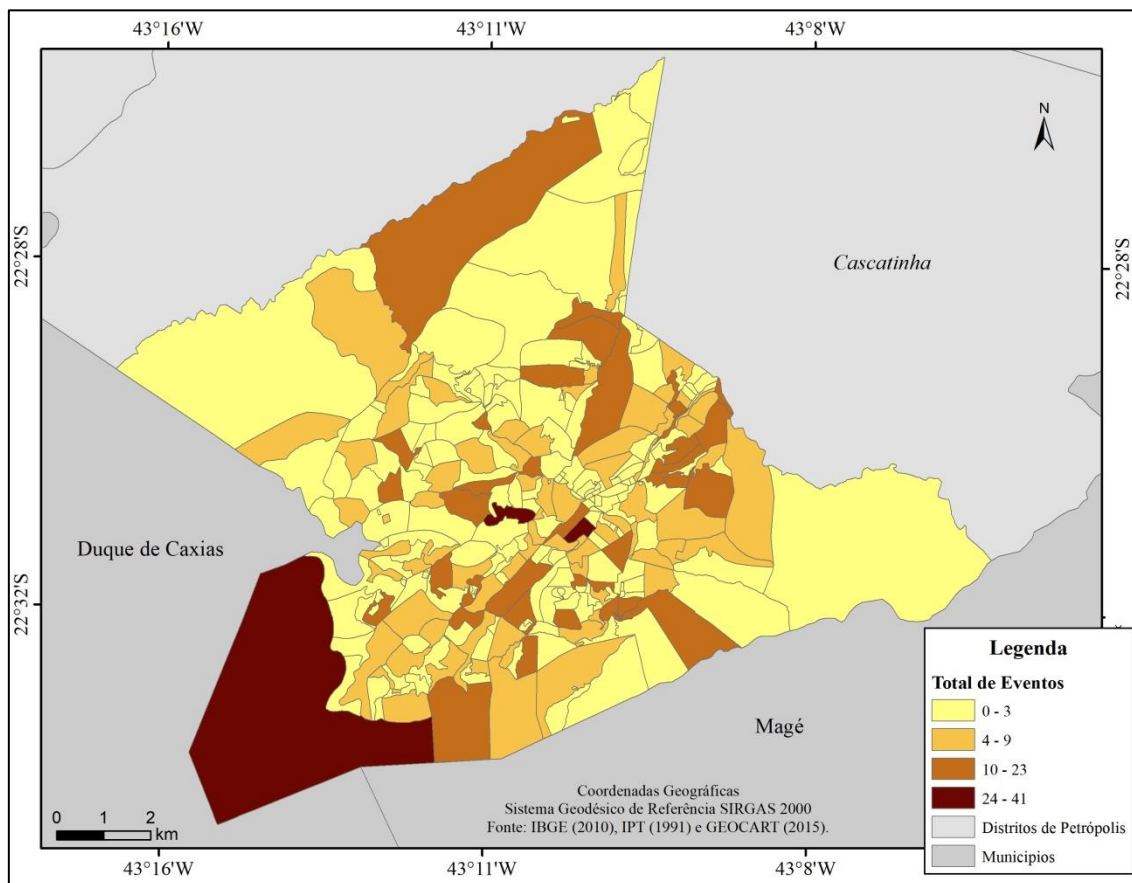 43°16'W 43°11'W 43°8'W
N
22°28'S 22°28'S
Cascatinha
Duque de Caxias
22°32'S
Magé
Legenda
Total de Eventos
0 - 3
4 - 9
10 - 23
24 - 41
Distritos de Petrópolis
Municipios
0 1 2
km
Coordenadas Geográficas
Sistema Geodésico de Referência SIRGAS 2000
Fonte: IBGE (2010), IPT (1991) e GEOCART (2015).
43°16'W 43°11'W 43°8'W